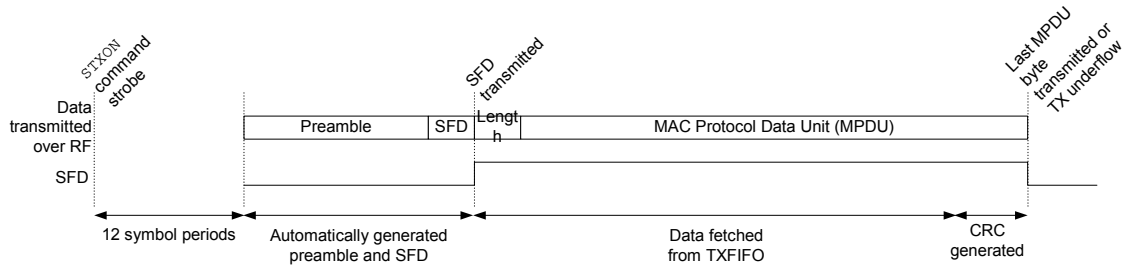 STXON
command
strobe
SFD
transmitted
Last MPDU
byte
transmitted or
TX underflow
Data
transmitted
over RF
Preamble
SFD
Lengt
h
MAC Protocol Data Unit (MPDU)
SFD
12 symbol periods
Automatically generated
preamble and SFD
Data fetched
from TXFIFO
CRC
generated